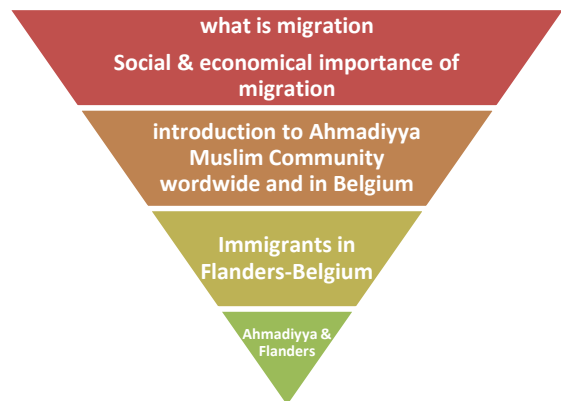 what is migration
Social & economical importance of
migration
introduction to Ahmadiyya
Muslim Community
wordwide and in Belgium
Immigrants in
Flanders-Belgium
Ahmadiyya &
Flanders